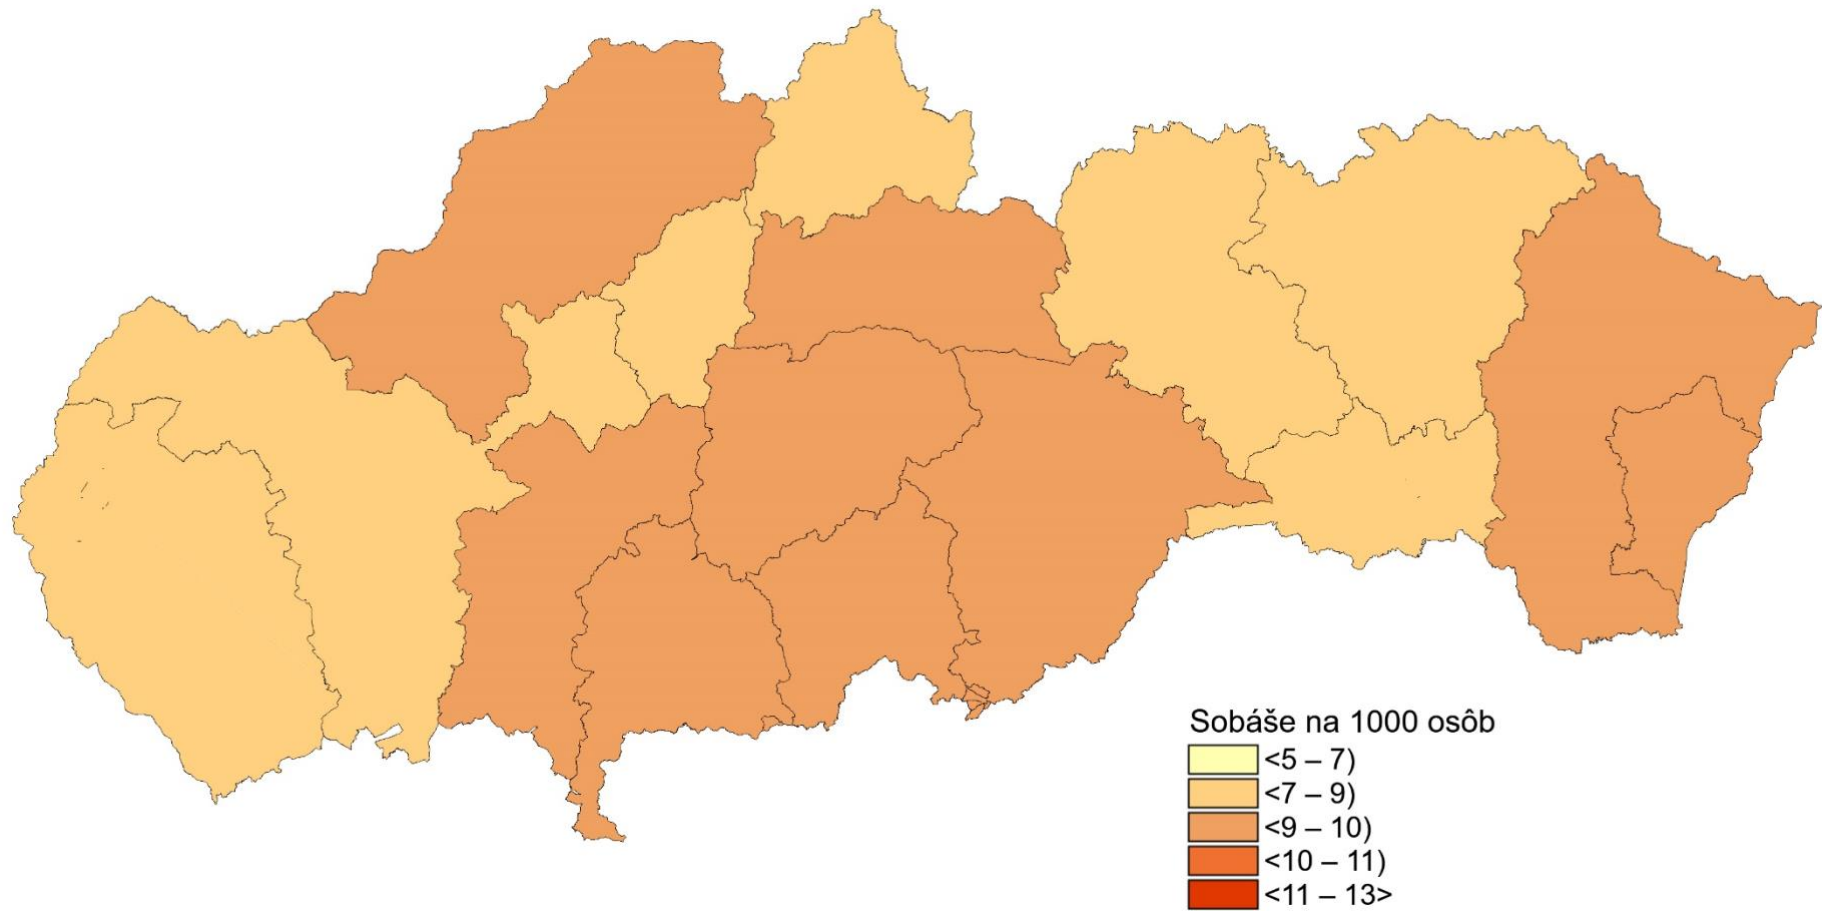 Sobáše na 1000 osôb
<5 – 7)
<7 – 9)
<9 – 10)
<10 – 11)
<11 – 13>